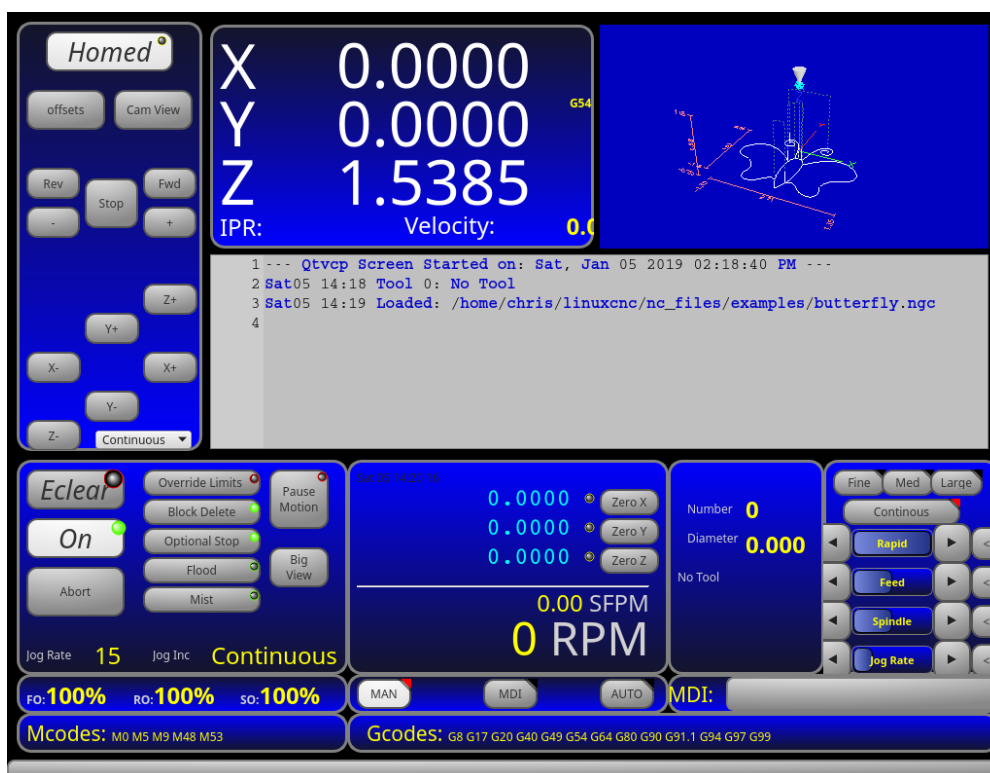 Homed
offsets Cam View
Rev Fwd
Stop
- +
Z+
Y+
X- X+
Y-
Z- Continuous
X 0.0000
G54
Y 0.0000
Z 1.5385
IPR: Velocity: 0.0
1 --- Qtvcp Screen Started on: Sat, Jan 05 2019 02:18:40 PM ---
2 Sat05 14:18 Tool 0: No Tool
3 Sat05 14:19 Loaded: /home/chris/linuxcnc/nc_files/examples/butterfly.ngc
4
Eclear
On
Abort
Override Limits
Block Delete
Optional Stop
Flood
Mist
Pause
Motion
Big
View
Jog Rate 15 Jog Inc Continuous
0.0000 Zero X
0.0000 Zero Y
0.0000 Zero Z
0.00 SFPM
0 RPM
Number 0
Diameter 0.000
No Tool
Fine Med Large
Continous
Rapid
Feed
Spindle
Jog Rate
FO:100% RO:100% SO:100%
MAN MDI AUTO
MDI:
Mcodes: M0 M5 M9 M48 M53
Gcodes: G8 G17 G20 G40 G49 G54 G64 G80 G90 G91.1 G94 G97 G99